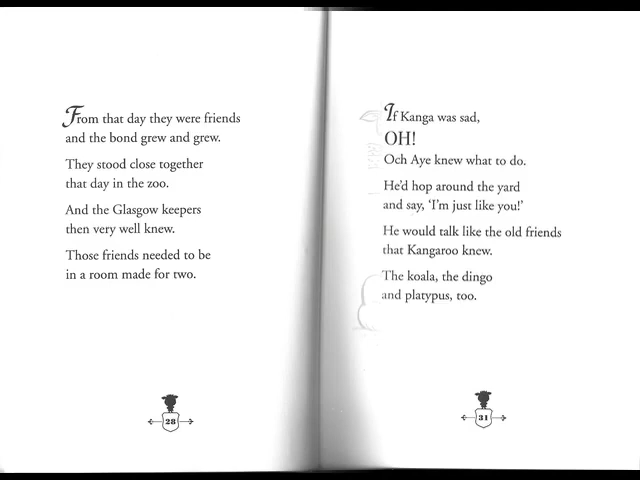 From that day they were friends
and the bond grew and grew.
They stood close together
that day in the zoo.
And the Glasgow keepers
then very well knew.
Those friends needed to be
in a room made for two.
28
If Kanga was sad,
OH!
Och Aye knew what to do.
He'd hop around the yard
and say, 'I'm just like you!'
He would talk like the old friends
that Kangaroo knew.
The koala, the dingo
and platypus, too.
31